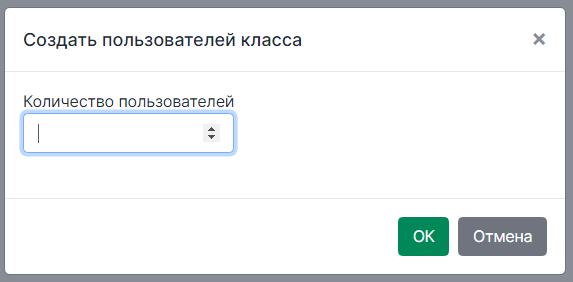 Создать пользователей класса
×
Количество пользователей
OK
Отмена